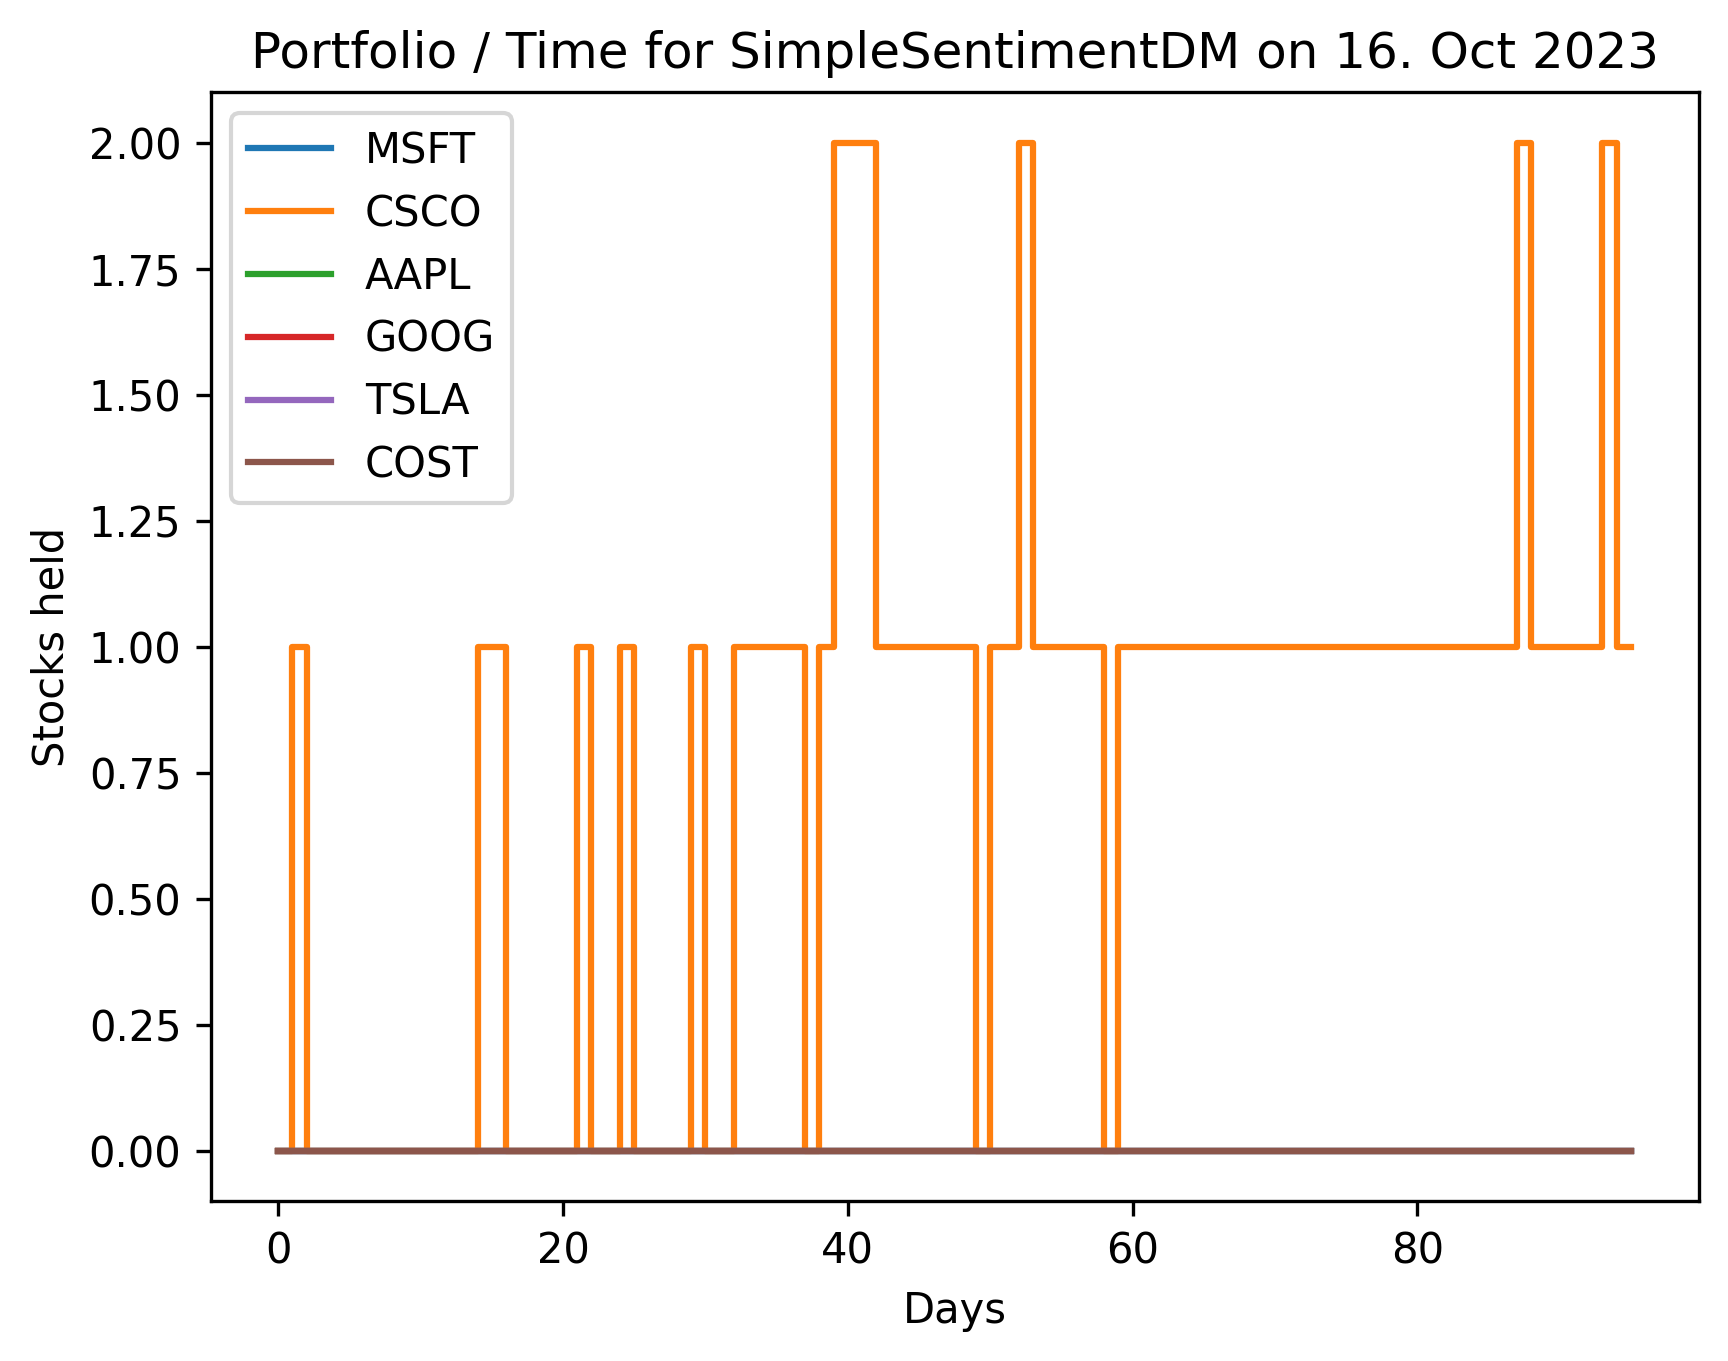 Portfolio / Time for SimpleSentimentDM on 16. Oct 2023
MSFT
CSCO
AAPL
GOOG
TSLA
COST
Stocks held
2.00
1.75
1.50
1.25
1.00
0.75
0.50
0.25
0.00
0 20 40 60 80
Days